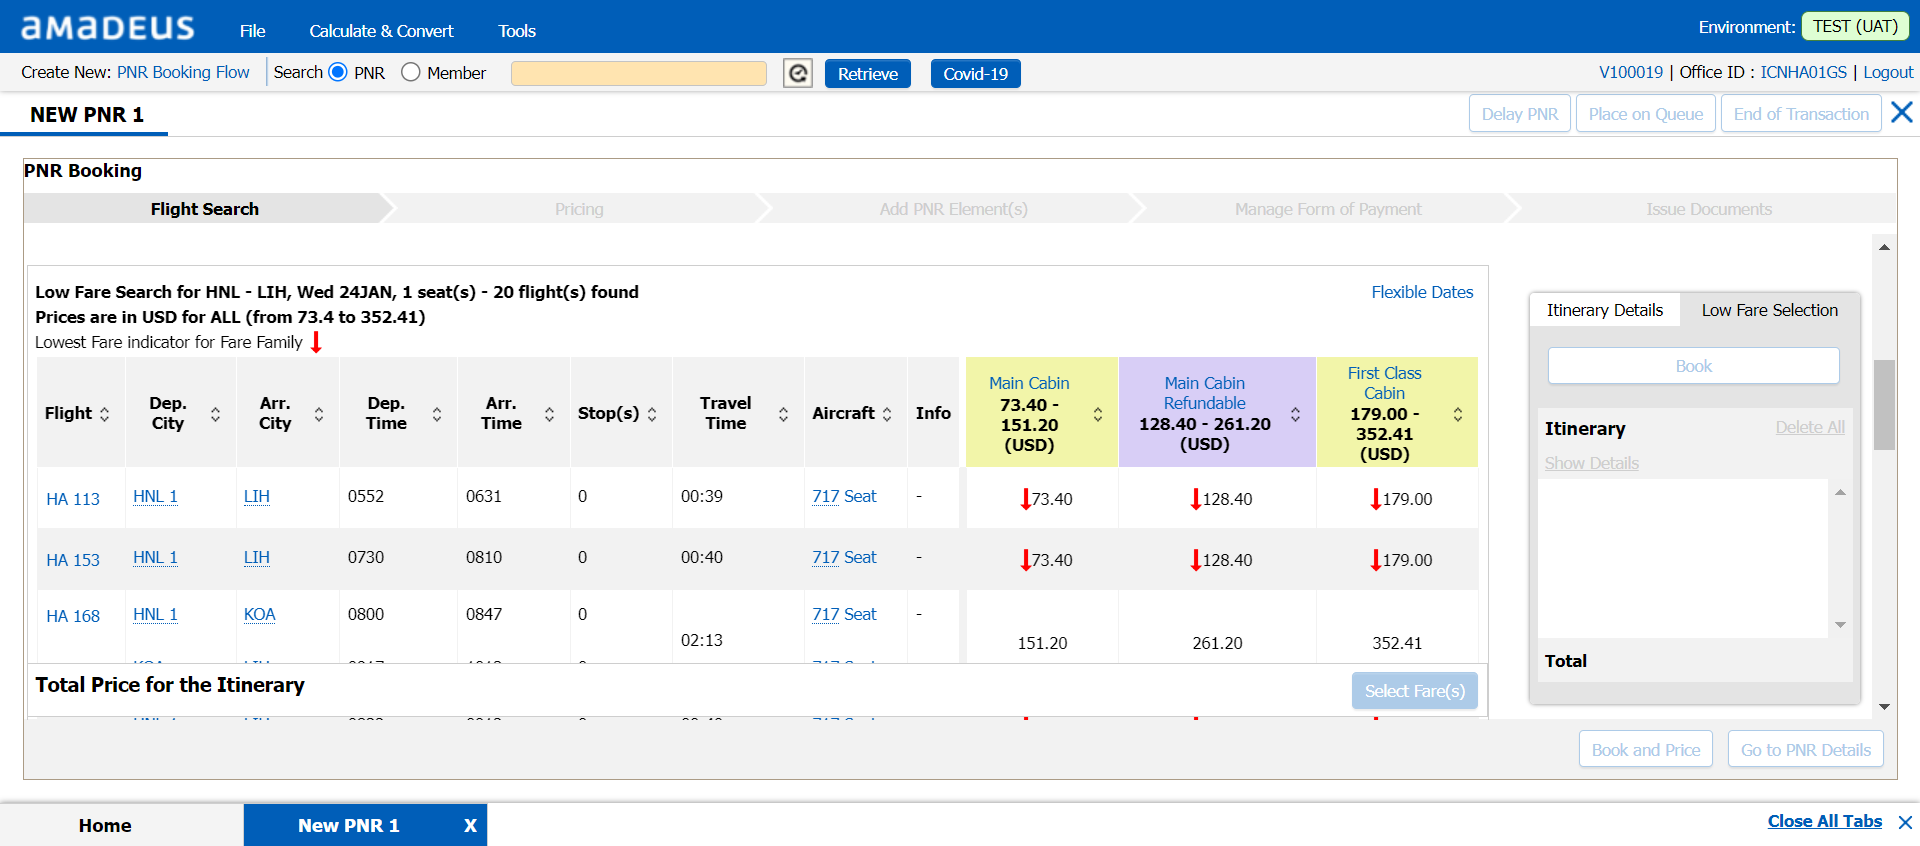 amadeus File Calculate & Convert Tools Environment: TEST (UAT)
Create New: PNR Booking Flow Search PNR Member Retrieve Covid-19 V100019 | Office ID : ICNHA01GS | Logout
NEW PNR 1 Delay PNR Place on Queue End of Transaction
PNR Booking
Flight Search Pricing Add PNR Element(s) Manage Form of Payment Issue Documents
Low Fare Search for HNL - LIH, Wed 24JAN, 1 seat(s) - 20 flight(s) found Flexible Dates
Prices are in USD for ALL (from 73.4 to 352.41)
Lowest Fare indicator for Fare Family
Flight
Dep.
City
Arr.
City
Dep.
Time
Arr.
Time
Stop(s)
Travel
Time
Aircraft
Info
Main Cabin
73.40 -
151.20
(USD)
Main Cabin
Refundable
128.40 - 261.20
(USD)
First Class
Cabin
179.00 -
352.41
(USD)
HA 113 HNL 1 LIH 0552 0631 0 00:39 717 Seat - 73.40 128.40 179.00
HA 153 HNL 1 LIH 0730 0810 0 00:40 717 Seat - 73.40 128.40 179.00
HA 168 HNL 1 KOA 0800 0847 0 717 Seat -
02:13 151.20 261.20 352.41
Total Price for the Itinerary Select Fare(s)
Itinerary Details Low Fare Selection
Book
Itinerary Delete All
Show Details
Total
Book and Price Go to PNR Details
Home New PNR 1 X Close All Tabs